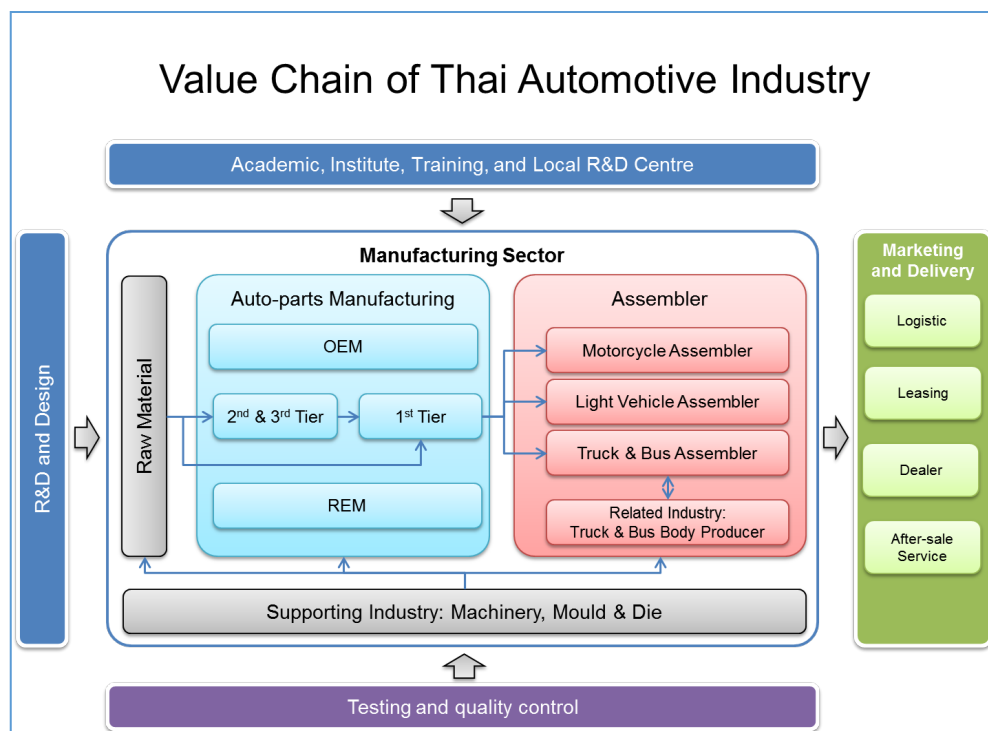 Value Chain of Thai Automotive Industry
Academic, Institute, Training, and Local R&D Centre
R&D and Design
Manufacturing Sector
Raw Material
Auto-parts Manufacturing
OEM
2nd & 3rd Tier
1st Tier
REM
Assembler
Motorcycle Assembler
Light Vehicle Assembler
Truck & Bus Assembler
Related Industry:
Truck & Bus Body Producer
Supporting Industry: Machinery, Mould & Die
Marketing
and Delivery
Logistic
Leasing
Dealer
After-sale
Service
Testing and quality control